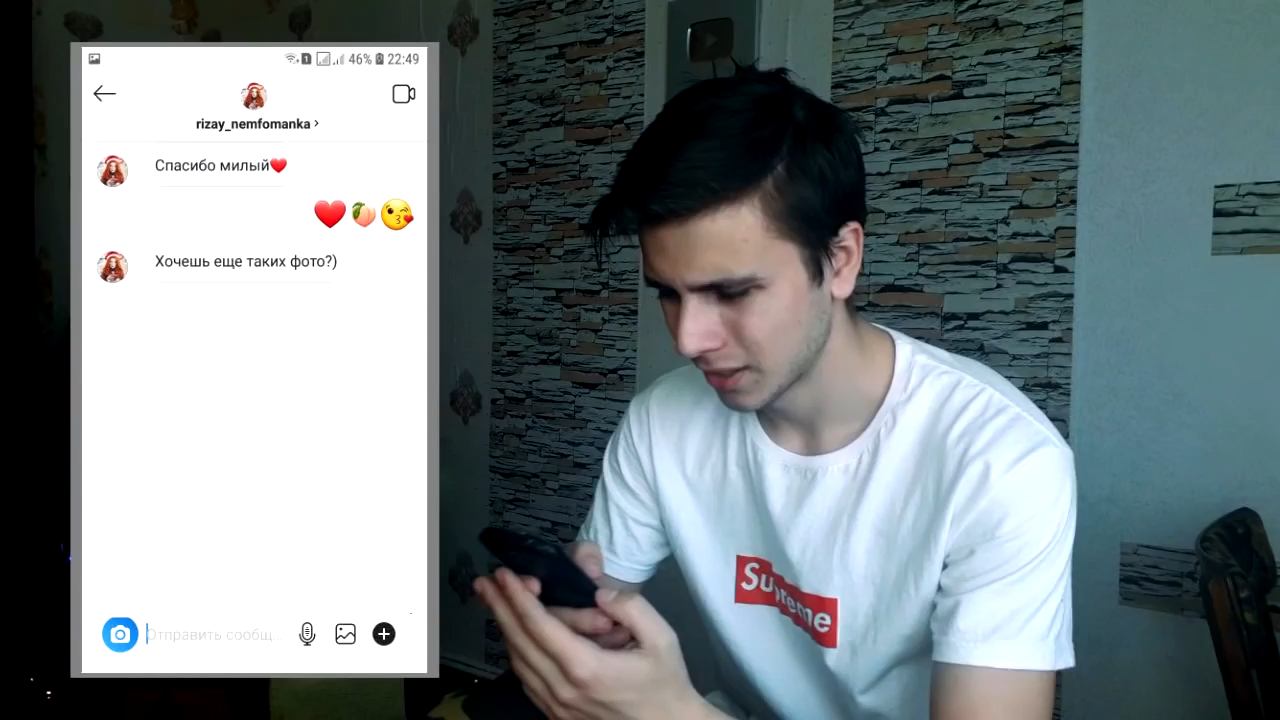 46% 22:49
rizay_nemfomanka >
Спасибо милый❤️
❤️🍑😘
Хочешь еще таких фото?)
Отправить сообщ...
Supreme